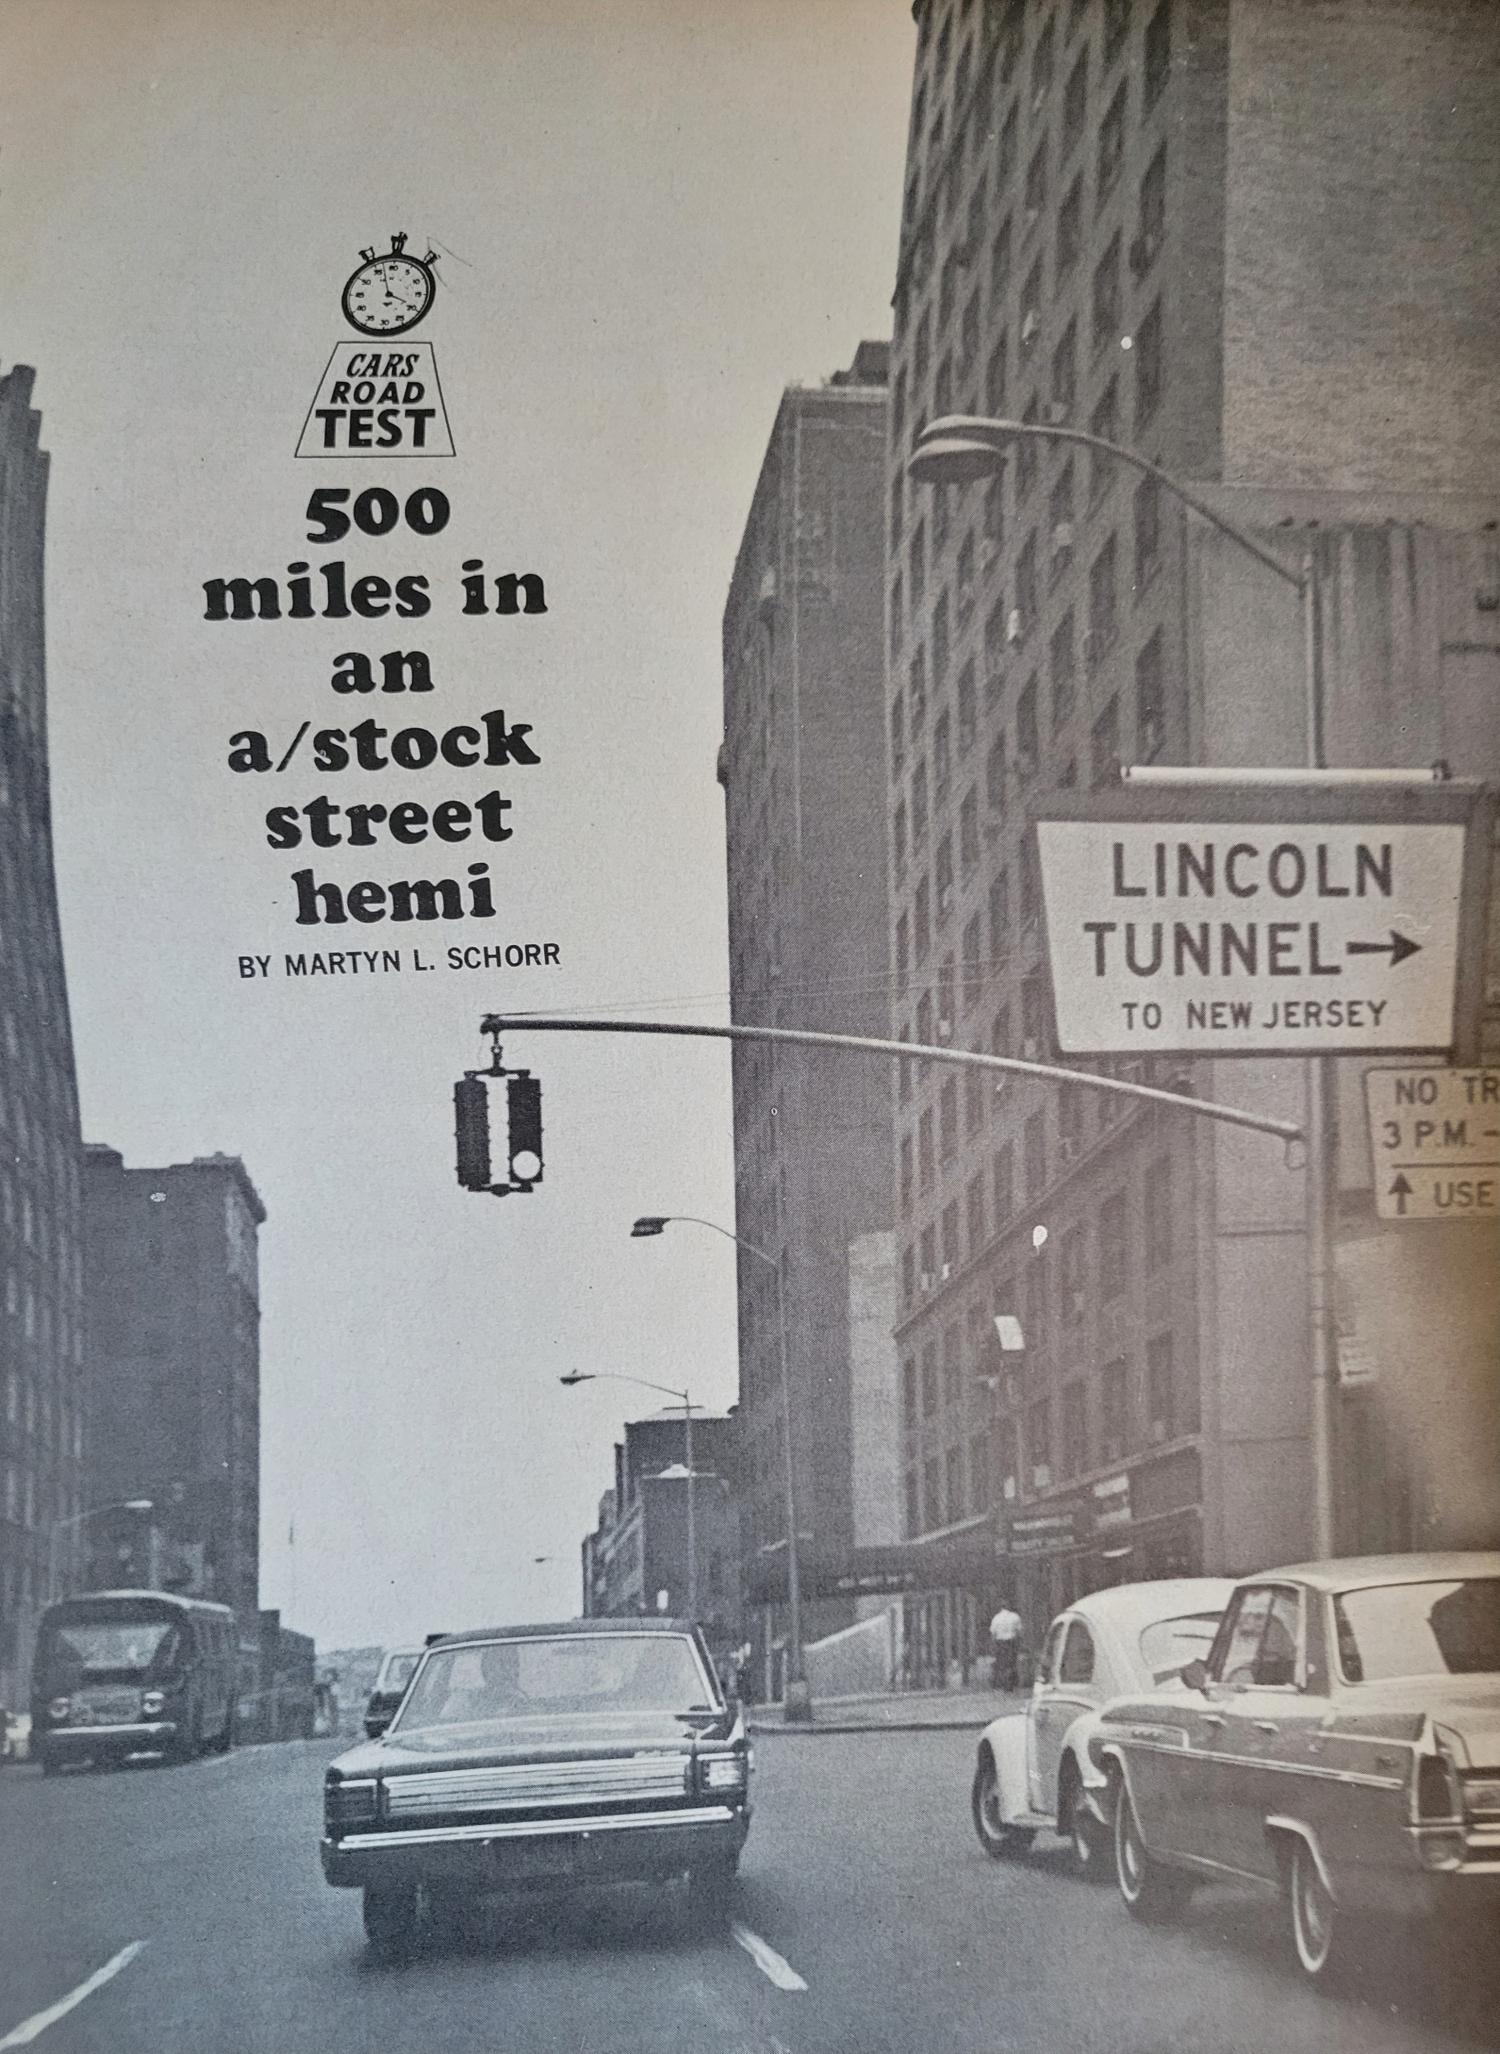 CARS
ROAD
TEST
500
miles in
an
a/stock
street
hemi
BY MARTYN L. SCHORR
LINCOLN
TUNNEL→
TO NEW JERSEY
NO TR
3 P.M. –
↑ USE